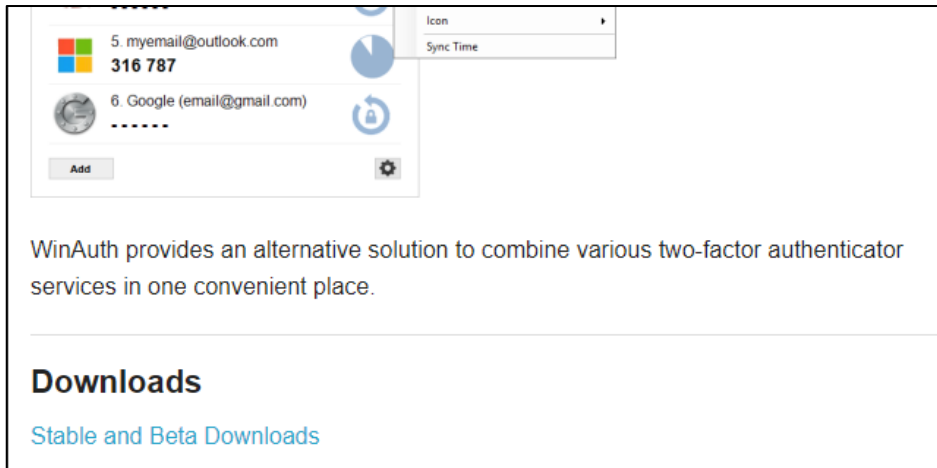 Icon
5. myemail@outlook.com
316 787
Sync Time
6. Google (email@gmail.com)
- - - - - -
Add
WinAuth provides an alternative solution to combine various two-factor authenticator
services in one convenient place.
Downloads
Stable and Beta Downloads